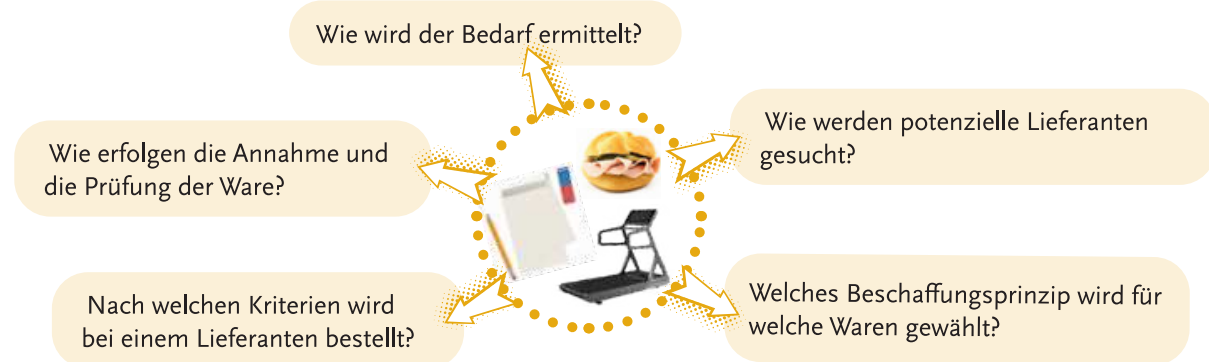 Wie wird der Bedarf ermittelt?
Wie werden potenzielle Lieferanten
gesucht?
Welches Beschaffungsprinzip wird für
welche Waren gewählt?
Nach welchen Kriterien wird
bei einem Lieferanten bestellt?
Wie erfolgen die Annahme und
die Prüfung der Ware?